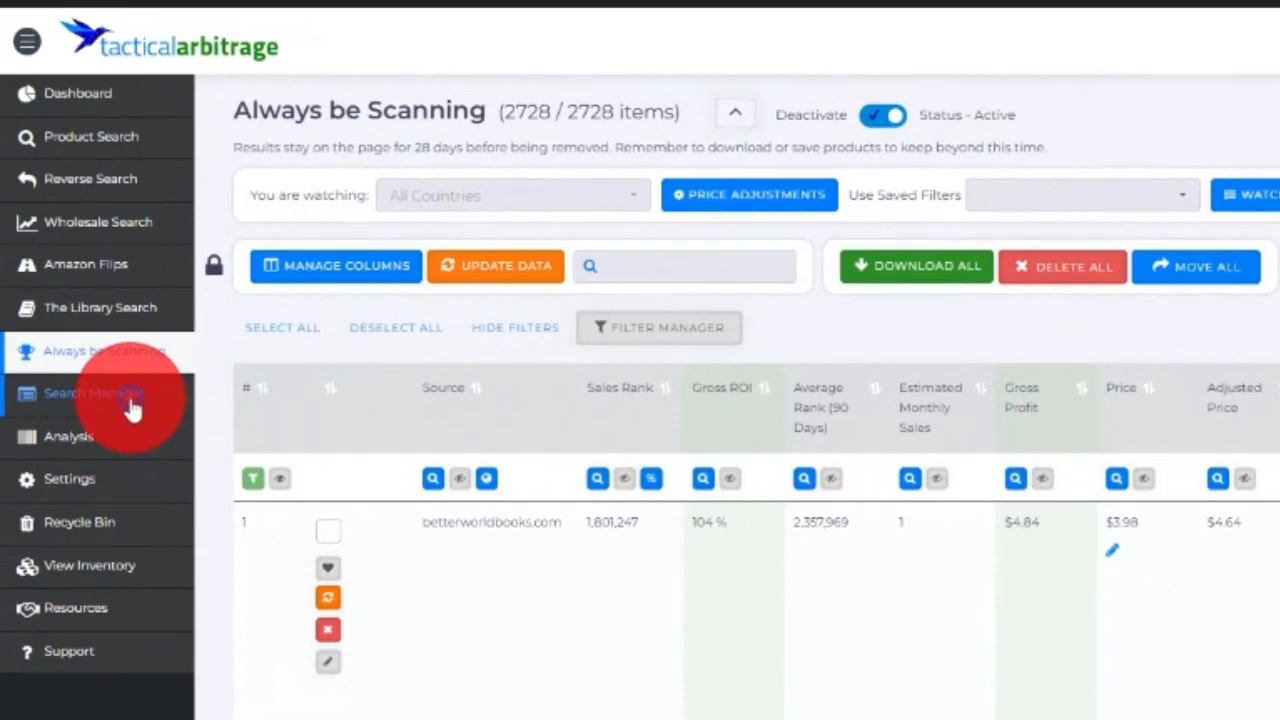 tacticalarbitrage
Dashboard
Product Search
Reverse Search
Wholesale Search
Amazon Flips
The Library Search
Always be Scanning
Search Manager
Analysis
Settings
Recycle Bin
View Inventory
Resources
Support
Always be Scanning (2728 / 2728 items)
Deactivate
Status - Active
Results stay on the page for 28 days before being removed. Remember to download or save products to keep beyond this time.
You are watching:
All Countries
PRICE ADJUSTMENTS
Use Saved Filters
MANAGE COLUMNS
UPDATE DATA
DOWNLOAD ALL
DELETE ALL
MOVE ALL
SELECT ALL
DESELECT ALL
HIDE FILTERS
FILTER MANAGER
#
Source
Sales Rank
Gross ROI
Average
Rank (90
Days)
Estimated
Monthly
Sales
Gross
Profit
Price
Adjusted
Price
%
1
betterworldbooks.com
1,801,247
104 %
2,357,969
1
$4.84
$3.98
$4.64